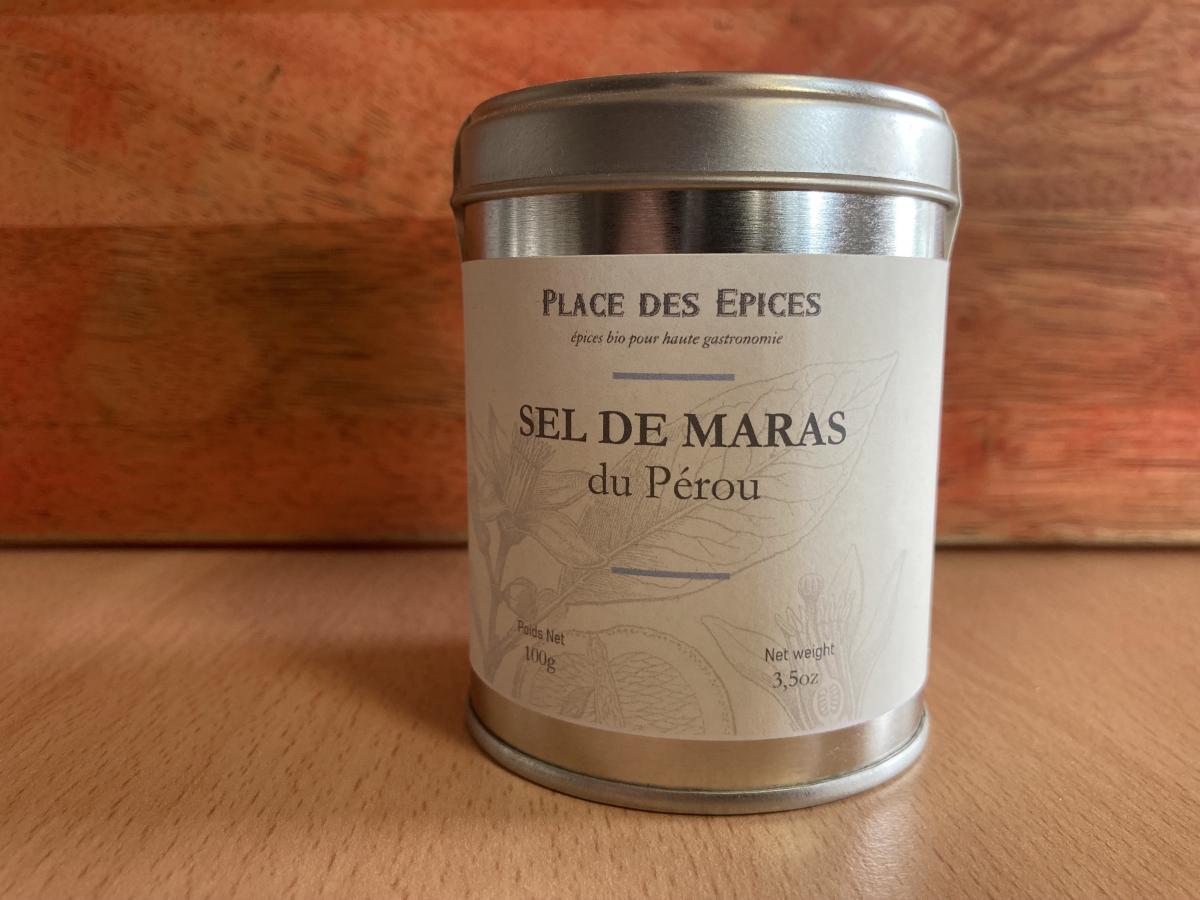 PLACE DES EPICES
épices bio pour haute gastronomie
SEL DE MARAS
du Pérou
Poids Net
100g
Net weight
3,5oz